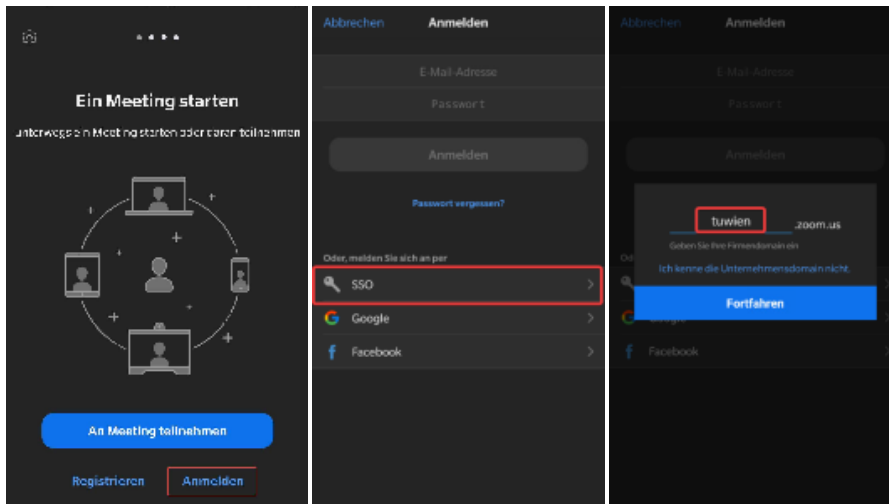 Ein Meeting starten
unterwegs ein Meeting starten oder daran teilnehmen
An Meeting teilnehmen
Registrieren
Anmelden
Abbrechen
Anmelden
E-Mail-Adresse
Passwort
Anmelden
Passwort vergessen?
Oder, melden Sie sich an per
SSO
Google
Facebook
Abbrechen
Anmelden
E-Mail-Adresse
Passwort
Anmelden
tuwien .zoom.us
Geben Sie Ihre Firmendomain ein
Ich kenne die Unternehmensdomain nicht.
Fortfahren
Facebook